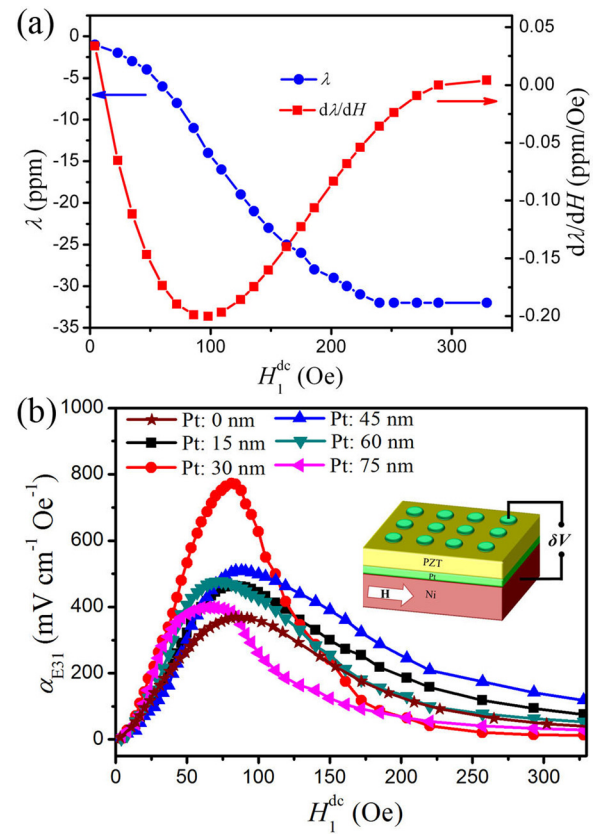 (a)
0
-5
-10
-15
-20
-25
-30
-35
λ (ppm)
0.05
0.00
-0.05
-0.10
-0.15
-0.20
dλ/dH (ppm/Oe)
λ
dλ/dH
0 100 200 300
H₁ᵈᶜ (Oe)
(b)
1000
800
600
400
200
0
α_E31 (mV cm⁻¹ Oe⁻¹)
Pt: 0 nm
Pt: 15 nm
Pt: 30 nm
Pt: 45 nm
Pt: 60 nm
Pt: 75 nm
PZT
Pt
H
Ni
δV
0 50 100 150 200 250 300
H₁ᵈᶜ (Oe)